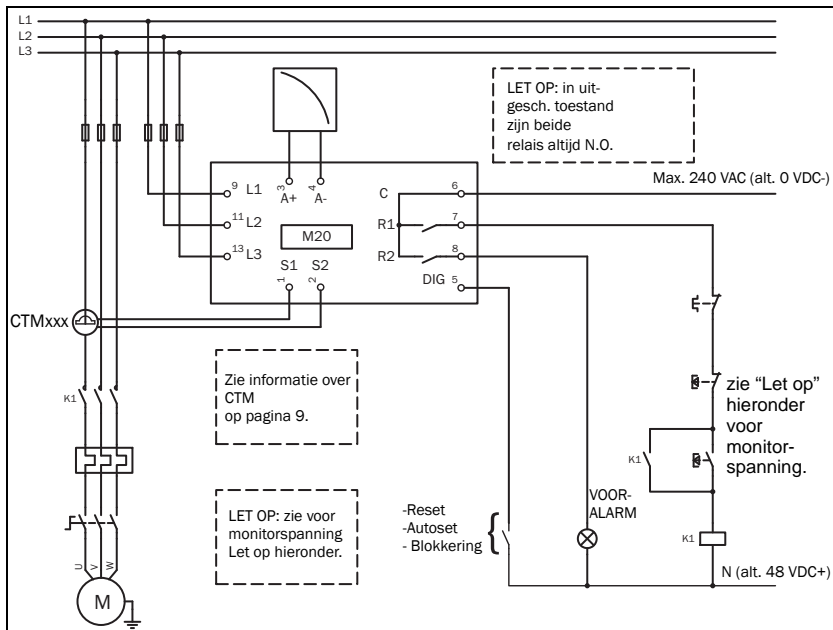 L1
L2
L3
LET OP: in uit-
gesch. toestand
zijn beide
relais altijd N.O.
Max. 240 VAC (alt. 0 VDC-)
9 L1
3
A+
4
A-
C
6
11 L2
R1
7
M20
13 L3
R2
8
S1
S2
DIG 5
1
2
CTMxxx
Zie informatie over
CTM
op pagina 9.
zie “Let op”
hieronder
voor
monitor-
spanning.
K1
K1
LET OP: zie voor
monitorspanning
Let op hieronder.
-Reset
-Autoset
- Blokkering
VOOR-
ALARM
K1
N (alt. 48 VDC+)
U
V
W
M